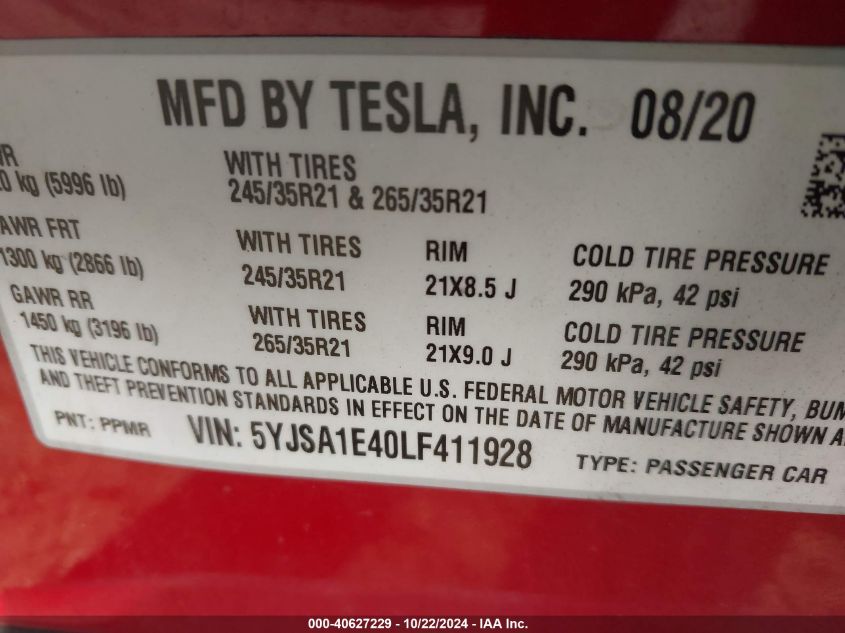 MFD BY TESLA, INC. 08/20
WITH TIRES
kg (5996 lb) 245/35R21 & 265/35R21
FRT WITH TIRES RIM COLD TIRE PRESSURE
1300 kg (2866 lb) 245/35R21 21X8.5 J 290 kPa, 42 psi
GAWR RR WITH TIRES RIM COLD TIRE PRESSURE
1450 kg (3196 lb) 265/35R21 21X9.0 J 290 kPa, 42 psi
THIS VEHICLE CONFORMS TO ALL APPLICABLE U.S. FEDERAL MOTOR VEHICLE SAFETY,
AND THEFT PREVENTION STANDARDS IN EFFECT ON THE DATE OF MANUFACTURE SHOWN
PNT: PPMR VIN: 5YJSA1E40LF411928 TYPE: PASSENGER CAR
000-40627229 - 10/22/2024 - IAA Inc.